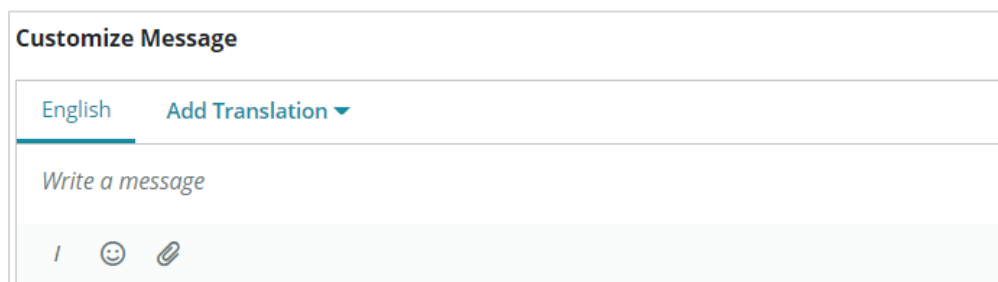 Customize Message
English Add Translation
Write a message
I